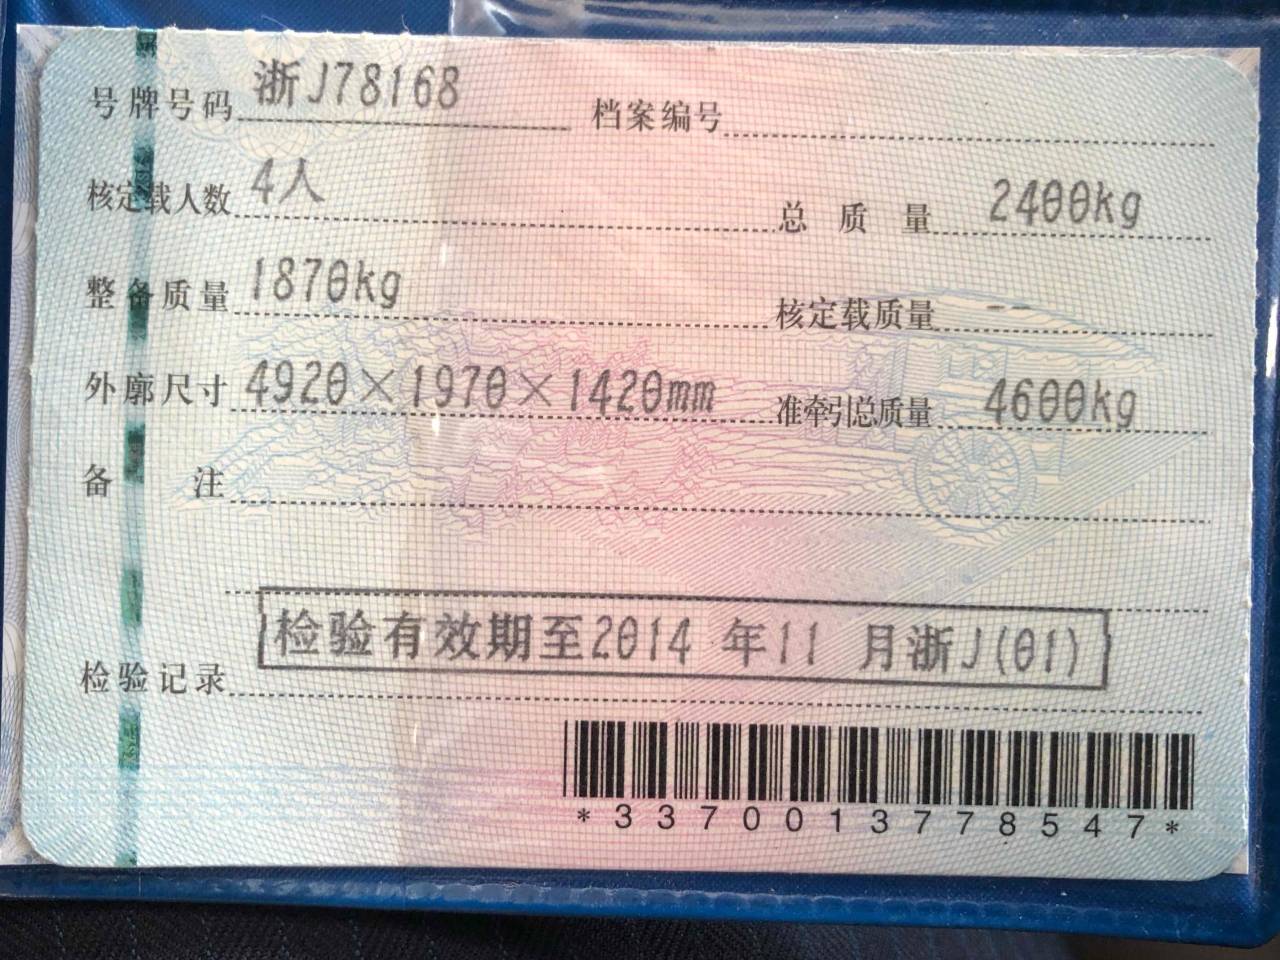 号牌号码 浙J78168 档案编号
核定载人数 4人 总质量 2400kg
整备质量 1870kg 核定载质量 --
外廓尺寸 4920×1970×1420mm 准牵引总质量 4600kg
备注
检验记录 检验有效期至2014年11月浙J(01)
*3370013778547*